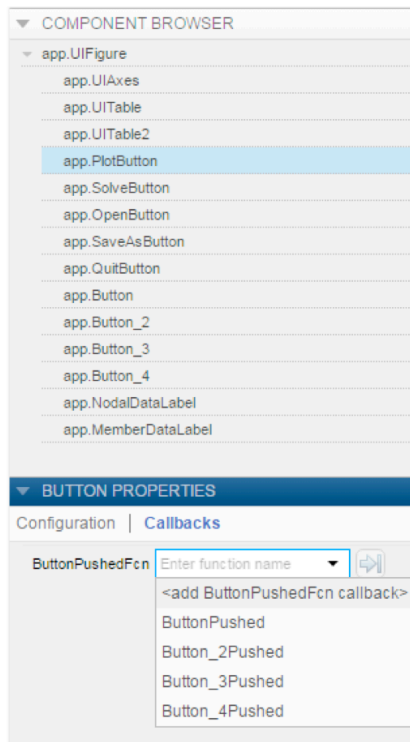 COMPONENT BROWSER
app.UIFigure
app.UIAxes
app.UITable
app.UITable2
app.PlotButton
app.SolveButton
app.OpenButton
app.SaveAsButton
app.QuitButton
app.Button
app.Button_2
app.Button_3
app.Button_4
app.NodalDataLabel
app.MemberDataLabel
BUTTON PROPERTIES
Configuration | Callbacks
ButtonPushedFcn Enter function name
<add ButtonPushedFcn callback>
ButtonPushed
Button_2Pushed
Button_3Pushed
Button_4Pushed